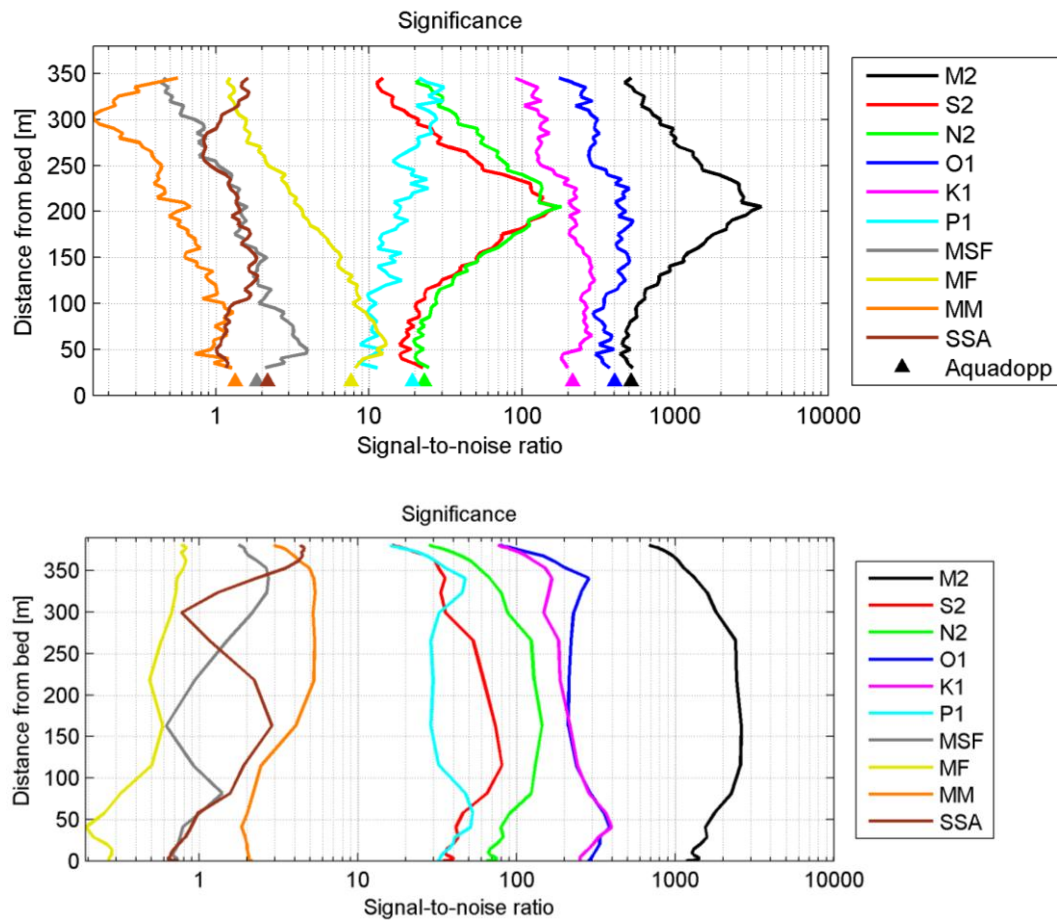 Significance
Distance from bed [m]
350
300
250
200
150
100
50
0
1 10 100 1000 10000
Signal-to-noise ratio
M2
S2
N2
O1
K1
P1
MSF
MF
MM
SSA
Aquadopp
Significance
Distance from bed [m]
350
300
250
200
150
100
50
0
1 10 100 1000 10000
Signal-to-noise ratio
M2
S2
N2
O1
K1
P1
MSF
MF
MM
SSA